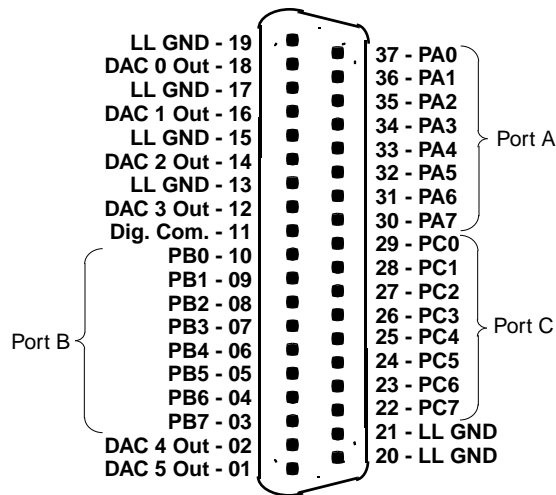 LL GND - 19
DAC 0 Out - 18
LL GND - 17
DAC 1 Out - 16
LL GND - 15
DAC 2 Out - 14
LL GND - 13
DAC 3 Out - 12
Dig. Com. - 11
PB0 - 10
PB1 - 09
PB2 - 08
PB3 - 07
PB4 - 06
PB5 - 05
PB6 - 04
PB7 - 03
DAC 4 Out - 02
DAC 5 Out - 01
Port B
37 - PA0
36 - PA1
35 - PA2
34 - PA3
33 - PA4
32 - PA5
31 - PA6
30 - PA7
29 - PC0
28 - PC1
27 - PC2
26 - PC3
25 - PC4
24 - PC5
23 - PC6
22 - PC7
21 - LL GND
20 - LL GND
Port A
Port C